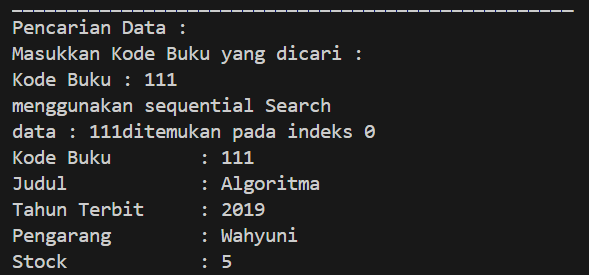 ____________________________________________________
Pencarian Data :
Masukkan Kode Buku yang dicari :
Kode Buku : 111
menggunakan sequential Search
data : 111ditemukan pada indeks 0
Kode Buku        : 111
Judul            : Algoritma
Tahun Terbit     : 2019
Pengarang        : Wahyuni
Stock            : 5